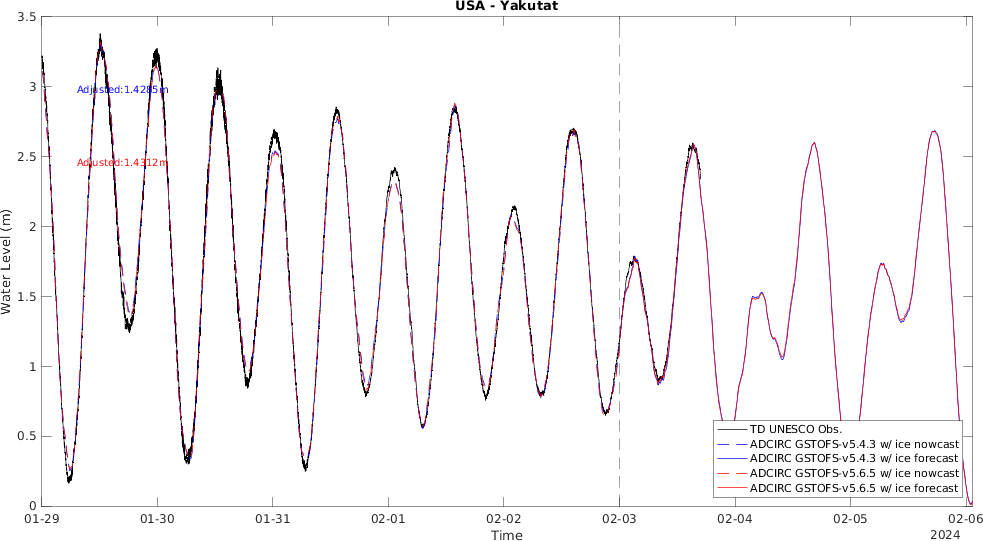 USA - Yakutat
3.5
3
2.5
2
1.5
1
0.5
0
Water Level (m)
Adjusted:1.4285m
Adjusted:1.4312m
TD UNESCO Obs.
ADCIRC GSTOFS-v5.4.3 w/ ice nowcast
ADCIRC GSTOFS-v5.4.3 w/ ice forecast
ADCIRC GSTOFS-v5.6.5 w/ ice nowcast
ADCIRC GSTOFS-v5.6.5 w/ ice forecast
01-29 01-30 01-31 02-01 02-02 02-03 02-04 02-05 02-06
Time
2024